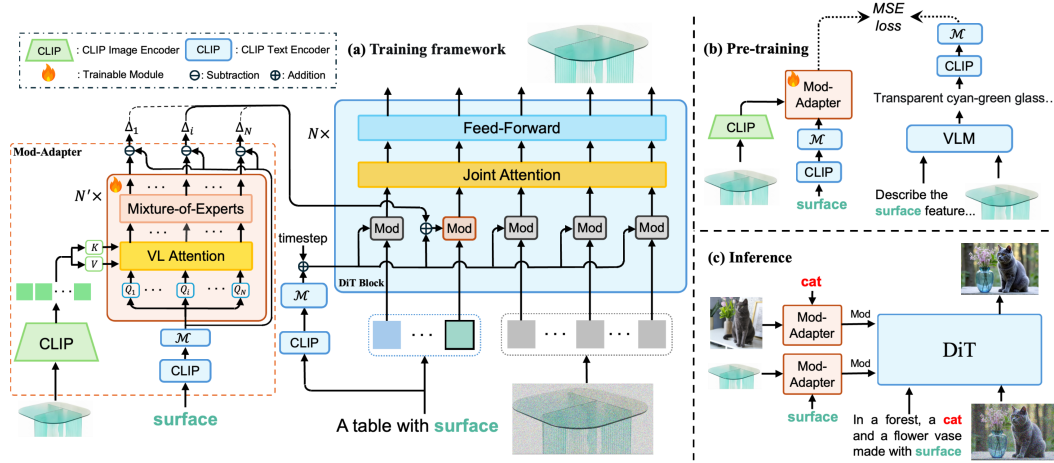 CLIP : CLIP Image Encoder CLIP : CLIP Text Encoder
: Trainable Module : Subtraction : Addition
(a) Training framework
Δ₁ Δᵢ Δ_N
Mod-Adapter
N′×
Mixture-of-Experts
VL Attention
K
V
Q₁ Qᵢ Q_N
CLIP
ℳ
CLIP
surface
N×
Feed-Forward
Joint Attention
Mod Mod Mod Mod Mod
timestep
DiT Block
ℳ
CLIP
A table with surface
(b) Pre-training
MSE
loss
Mod-
Adapter
CLIP
ℳ
CLIP
surface
ℳ
CLIP
Transparent cyan-green glass...
VLM
Describe the
surface feature...
(c) Inference
cat
Mod-
Adapter
Mod
Mod-
Adapter
Mod
surface
DiT
In a forest, a cat
and a flower vase
made with surface